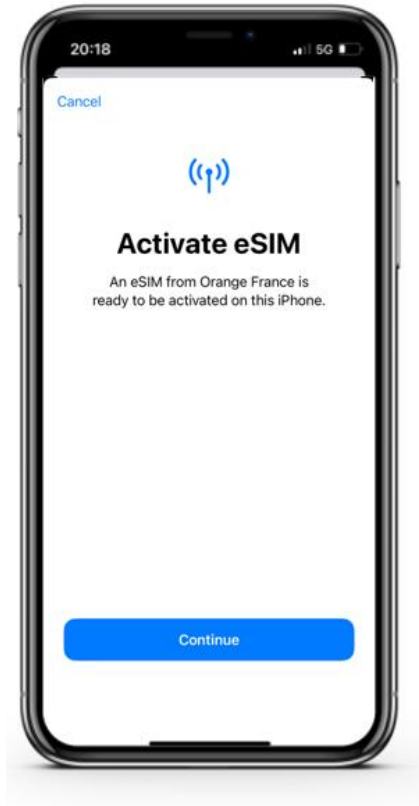 20:18
5G
Cancel
Activate eSIM
An eSIM from Orange France is
ready to be activated on this iPhone.
Continue